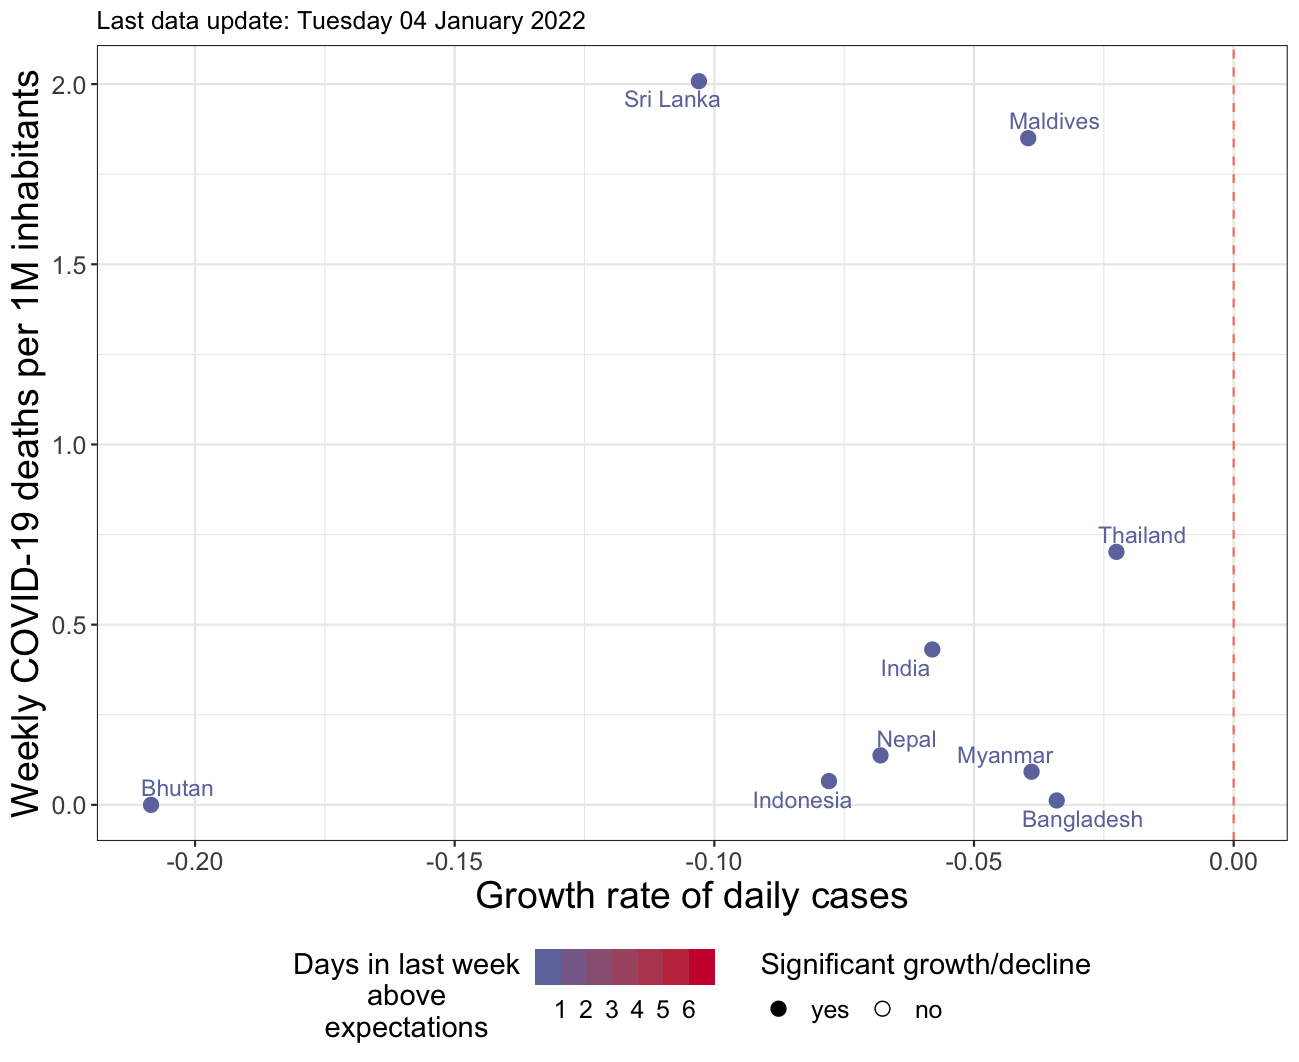 Last data update: Tuesday 04 January 2022
Weekly COVID-19 deaths per 1M inhabitants
2.0
1.5
1.0
0.5
0.0
Sri Lanka
Maldives
Thailand
India
Nepal
Myanmar
Bhutan
Indonesia
Bangladesh
-0.20 -0.15 -0.10 -0.05 0.00
Growth rate of daily cases
Days in last week
above
expectations
1 2 3 4 5 6
Significant growth/decline
yes no